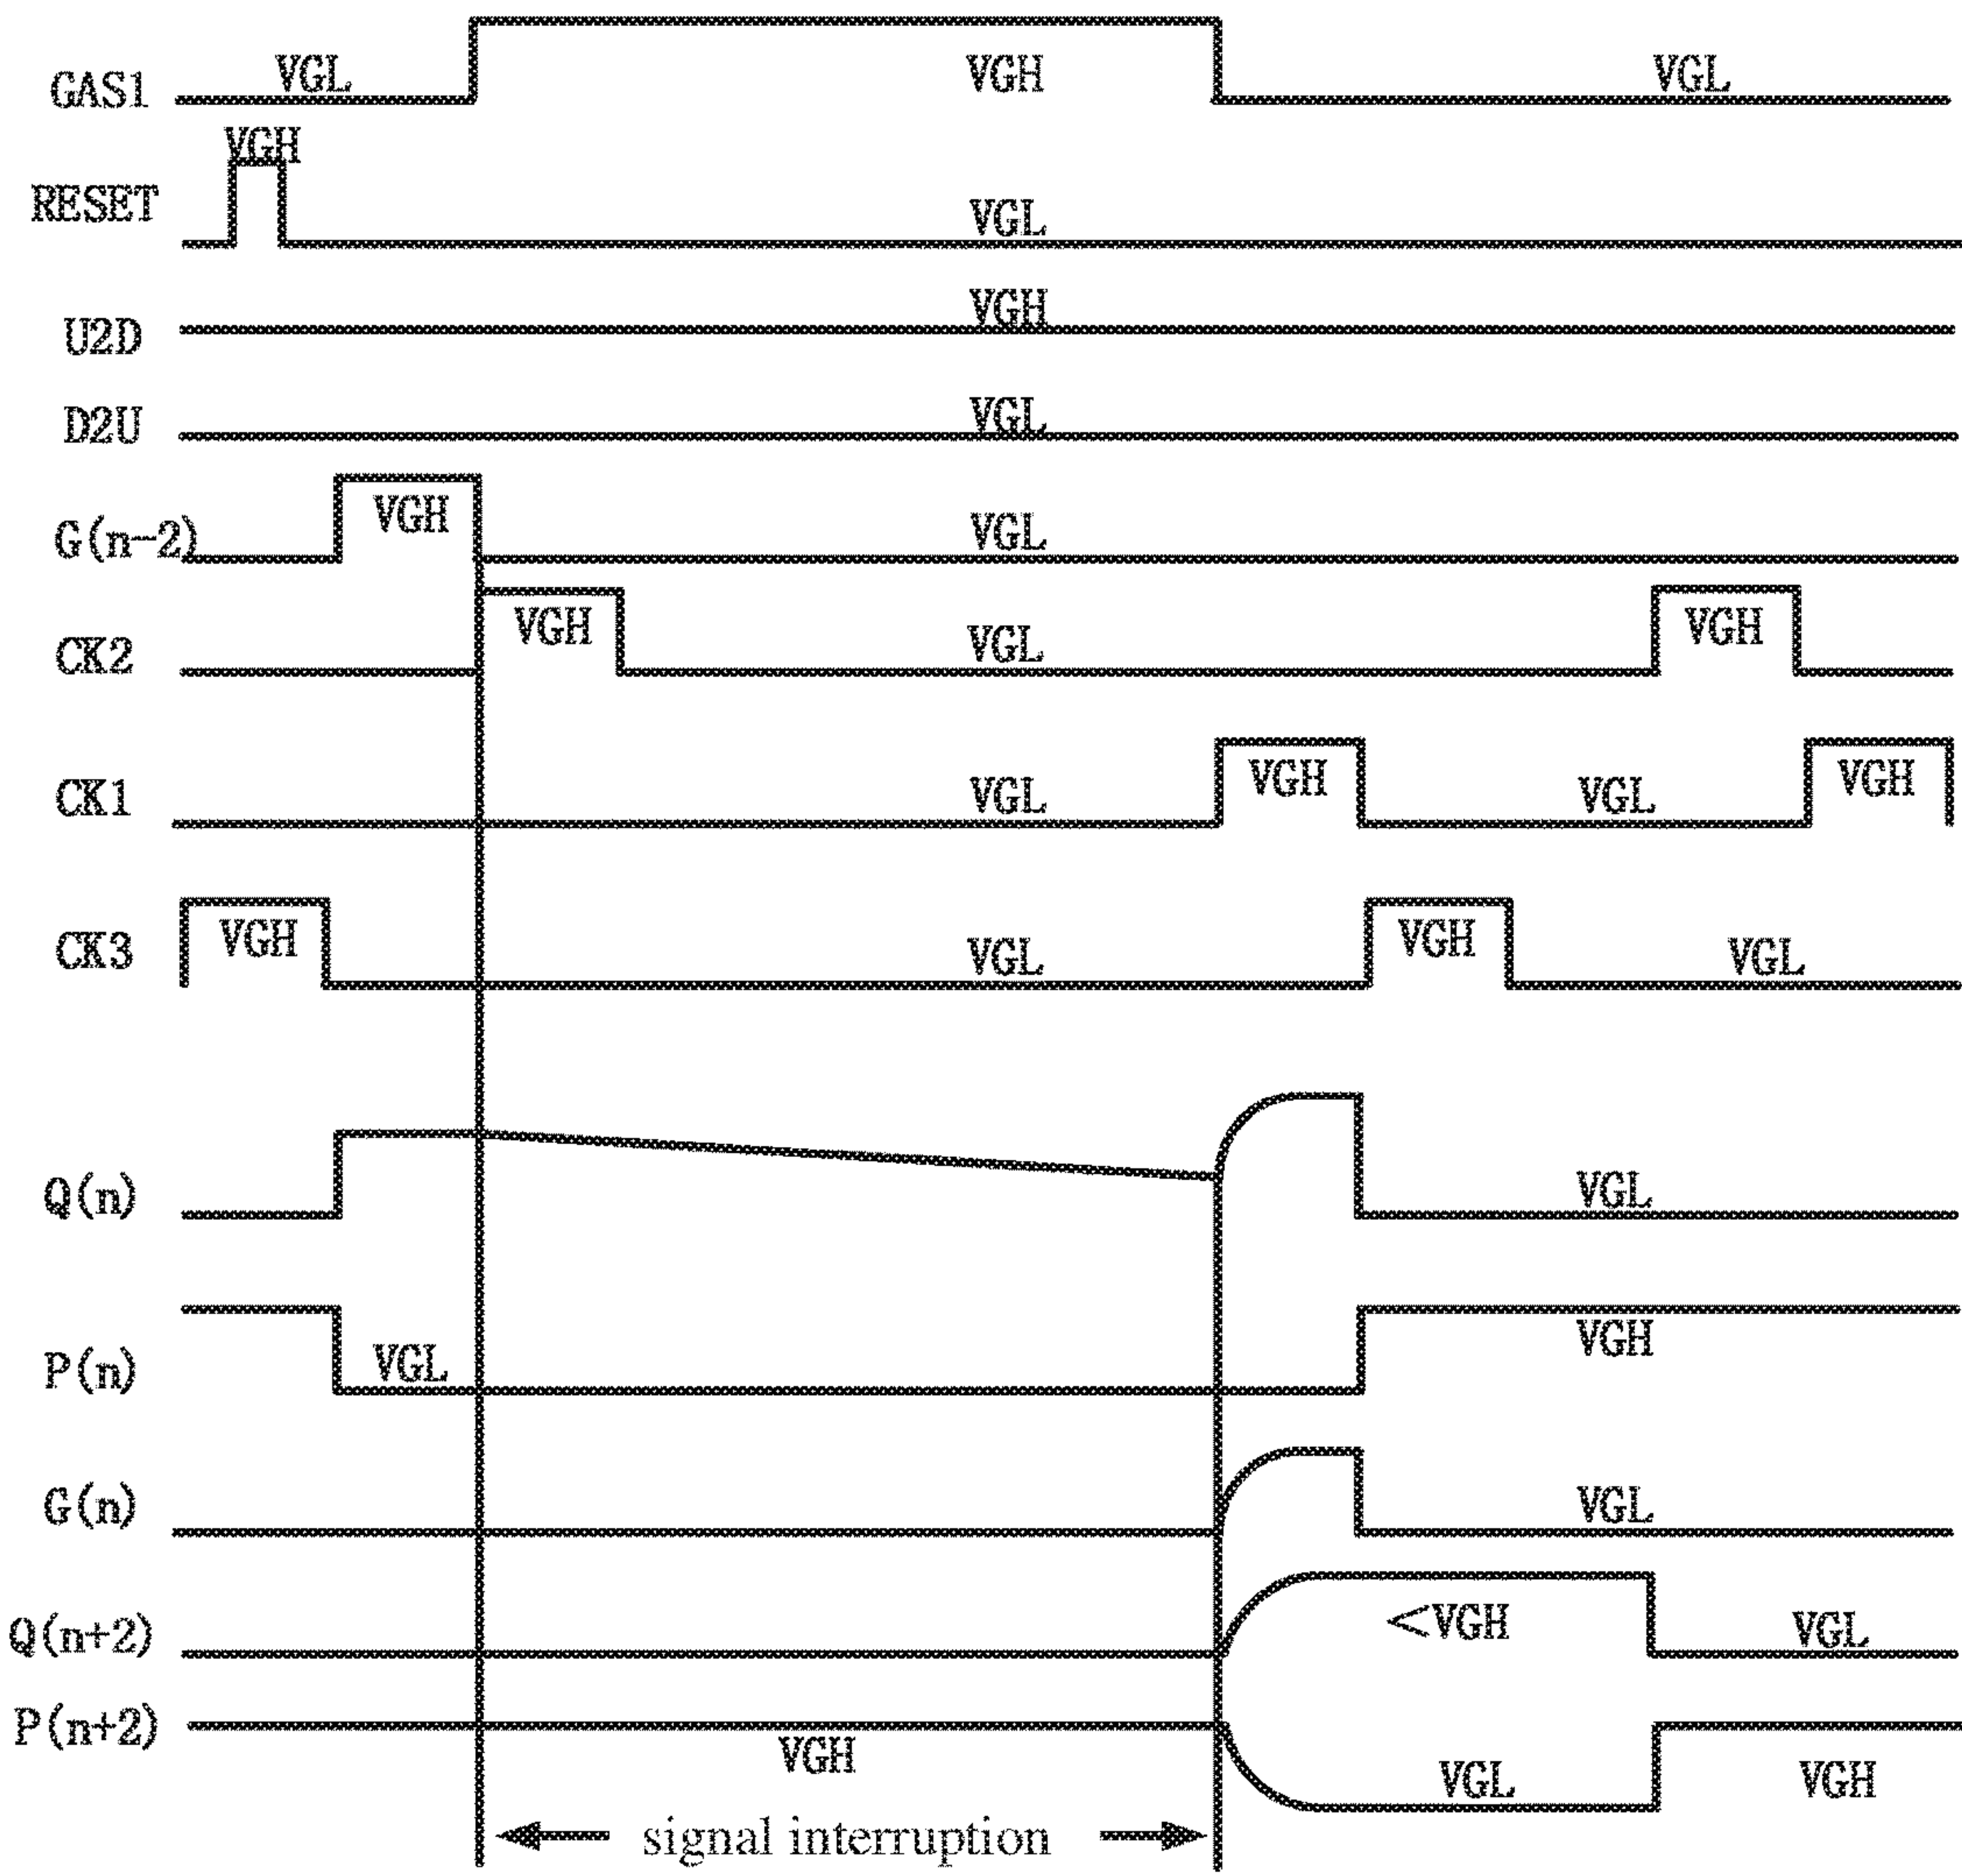 GAS1 VGL VGH VGL
RESET VGH VGL
U2D VGH
D2U VGL
G(n-2) VGH VGL
CK2 VGH VGL VGH
CK1 VGL VGH VGL VGH
CK3 VGH VGL VGH VGL
Q(n) VGL
P(n) VGL VGH
G(n) VGL
Q(n+2) <VGH VGL
P(n+2) VGH VGL VGH
signal interruption